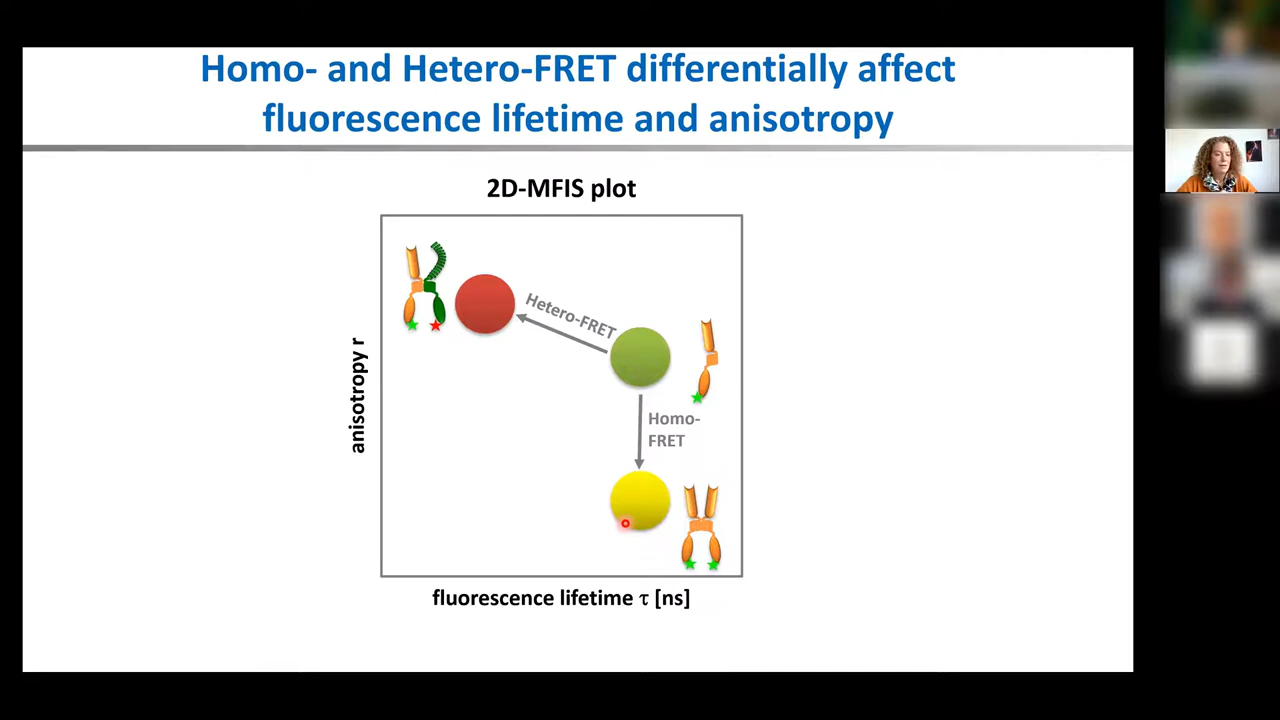 Homo- and Hetero-FRET differentially affect
fluorescence lifetime and anisotropy
2D-MFIS plot
Hetero-FRET
Homo-
FRET
anisotropy r
fluorescence lifetime τ [ns]